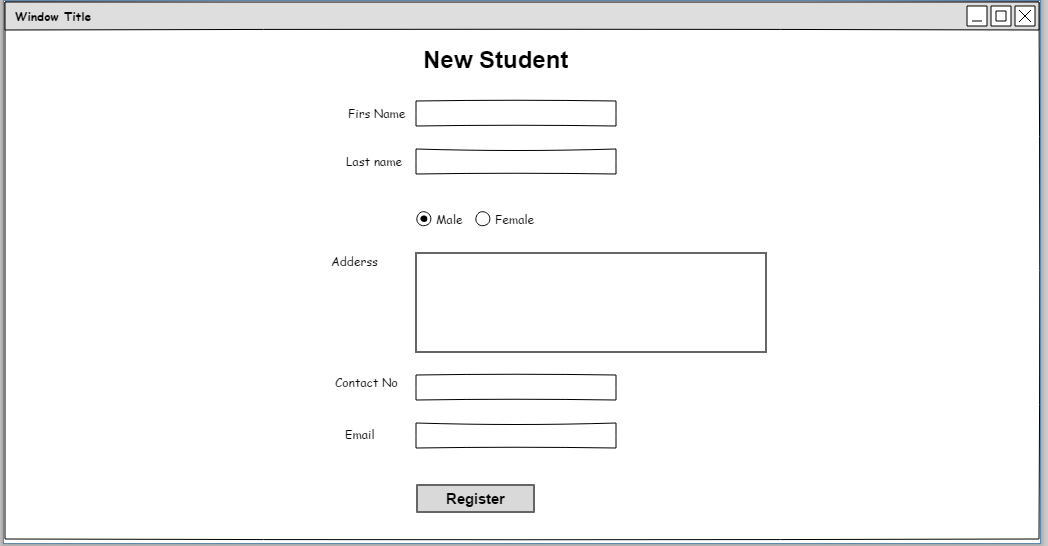 Window Title
New Student
Firs Name
Last name
Male Female
Adderss
Contact No
Email
Register